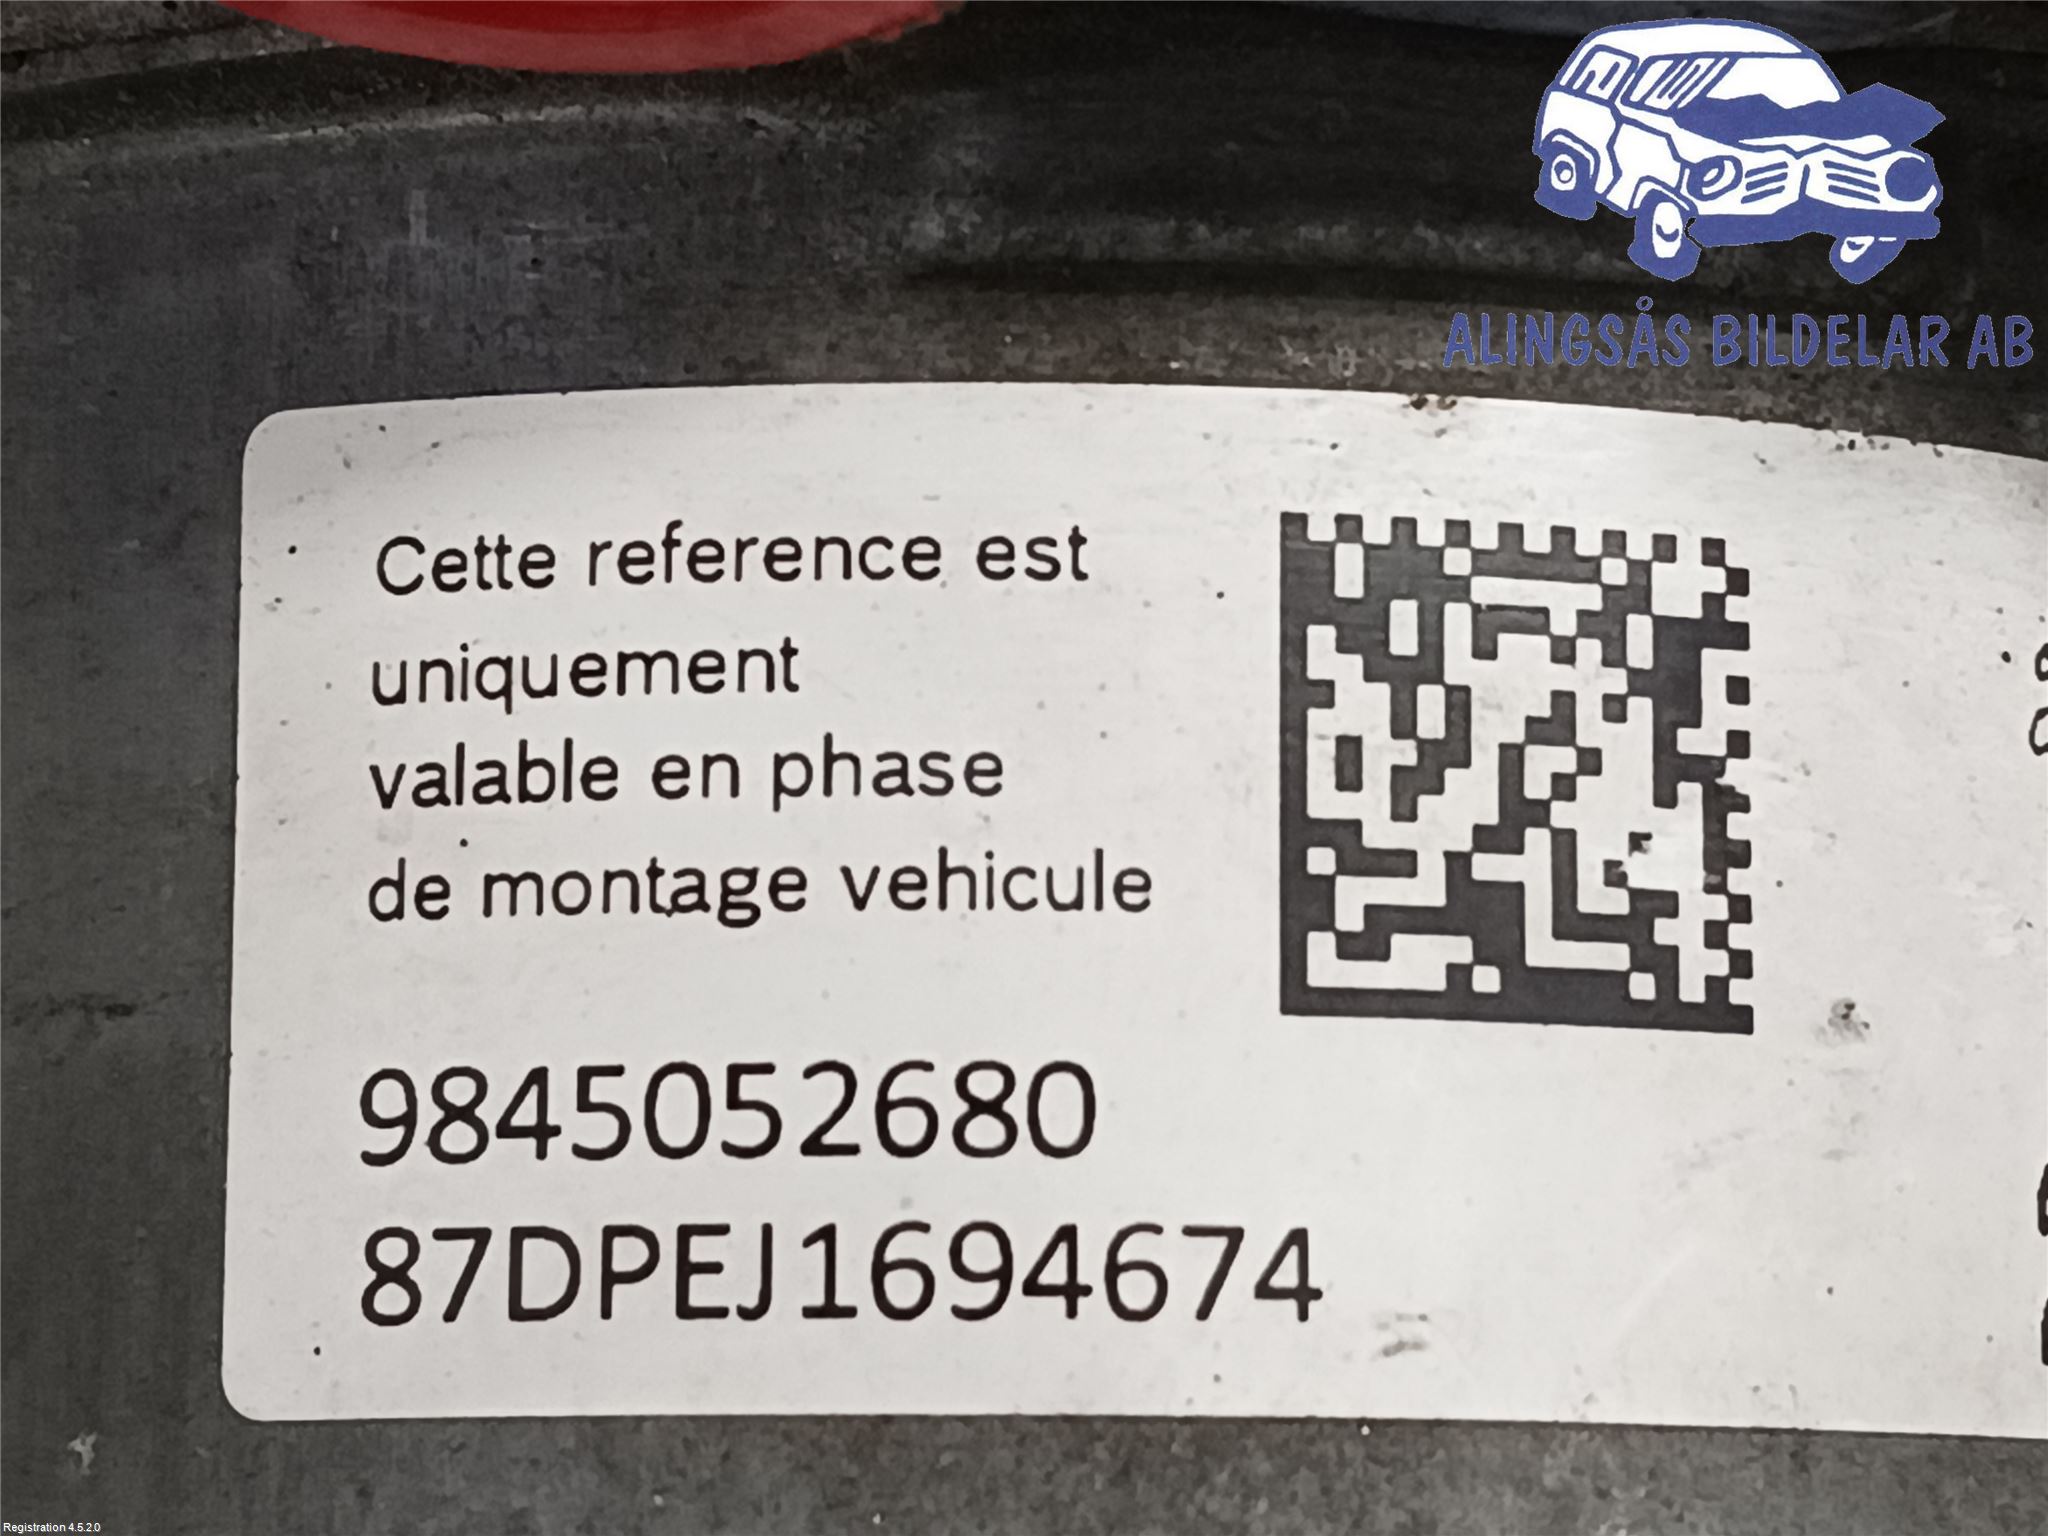 ALINGSÅS BILDELAR AB
Cette reference est
uniquement
valable en phase
de montage vehicule
9845052680
87DPEJ1694674
Registration 4.5.2.0